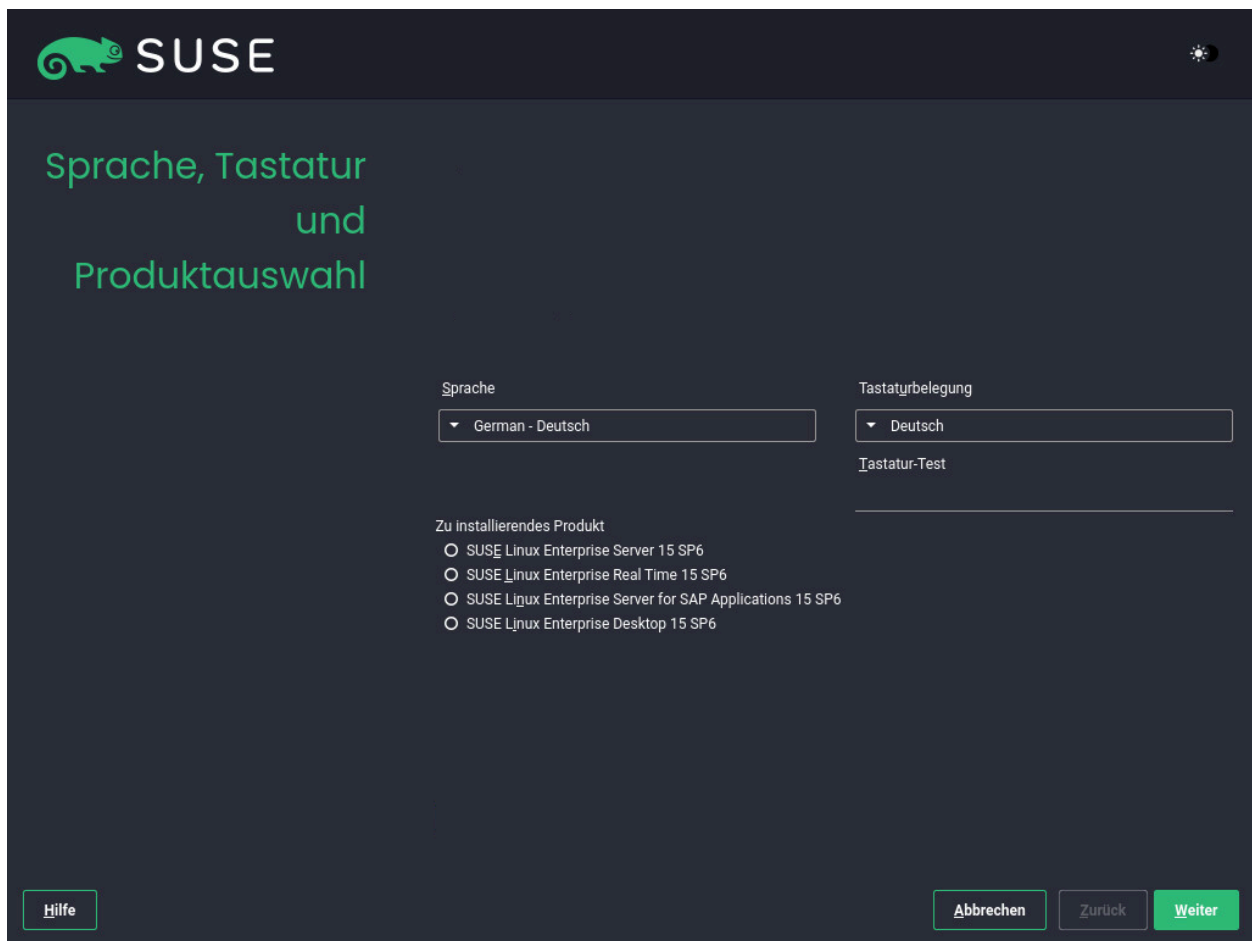 SUSE
Sprache, Tastatur
und
Produktauswahl
Sprache
Tastaturbelegung
German - Deutsch
Deutsch
Tastatur-Test
Zu installierendes Produkt
SUSE Linux Enterprise Server 15 SP6
SUSE Linux Enterprise Real Time 15 SP6
SUSE Linux Enterprise Server for SAP Applications 15 SP6
SUSE Linux Enterprise Desktop 15 SP6
Hilfe
Abbrechen
Zurück
Weiter